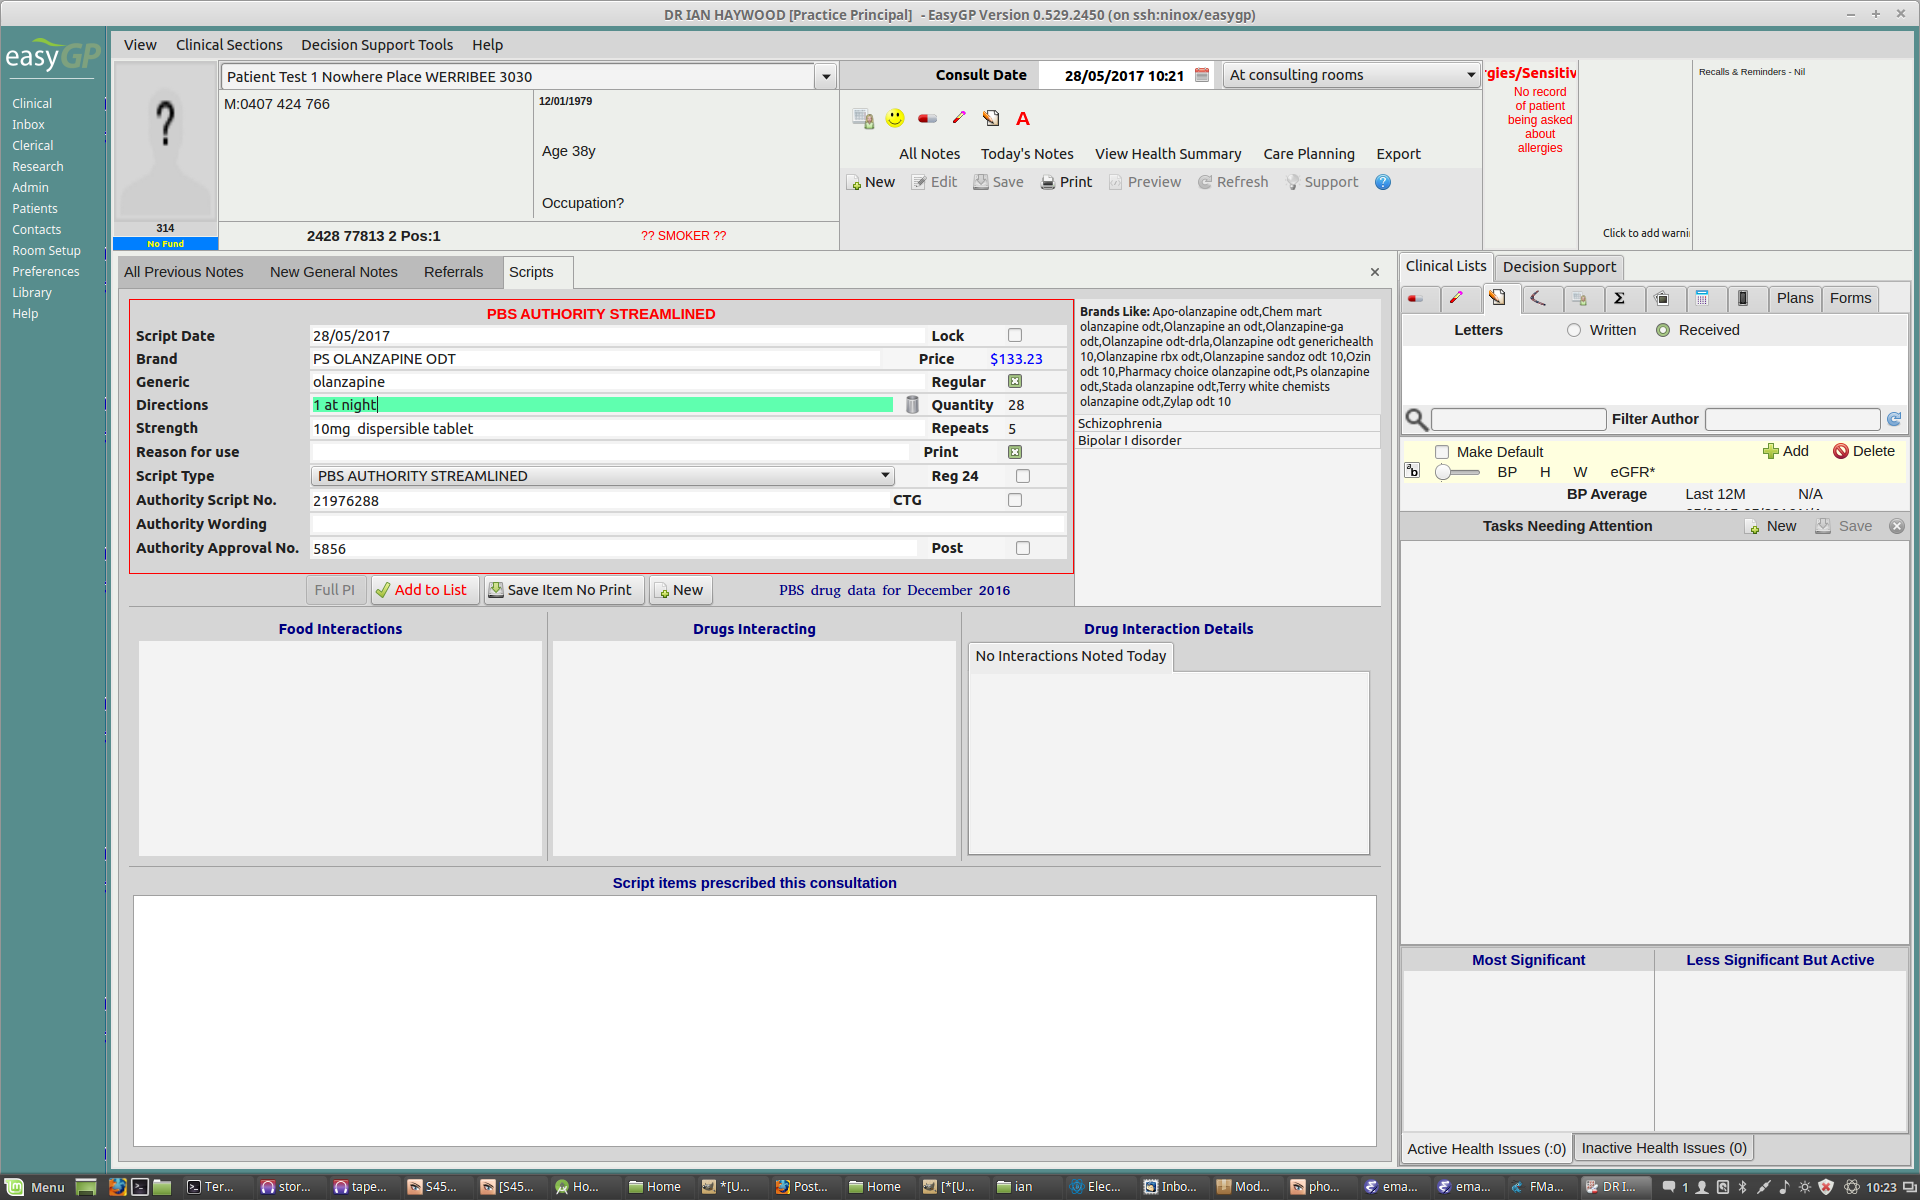 DR IAN HAYWOOD [Practice Principal]  - EasyGP Version 0.529.2450 (on ssh:ninox/easygp)
easyGP
Clinical
Inbox
Clerical
Research
Admin
Patients
Contacts
Room Setup
Preferences
Library
Help
View Clinical Sections Decision Support Tools Help
?
314
No Fund
Patient Test 1 Nowhere Place WERRIBEE 3030
M:0407 424 766
12/01/1979
Age 38y
Occupation?
2428 77813 2 Pos:1
?? SMOKER ??
Consult Date 28/05/2017 10:21 At consulting rooms
A
All Notes Today's Notes View Health Summary Care Planning Export
New Edit Save Print Preview Refresh Support ?
gies/Sensitiv
No record
of patient
being asked
about
allergies
Click to add warni
Recalls & Reminders - Nil
All Previous Notes New General Notes Referrals Scripts
PBS AUTHORITY STREAMLINED
Script Date 28/05/2017 Lock
Brand PS OLANZAPINE ODT Price $133.23
Generic olanzapine Regular
Directions 1 at night Quantity 28
Strength 10mg  dispersible tablet Repeats 5
Reason for use Print
Script Type PBS AUTHORITY STREAMLINED Reg 24
Authority Script No. 21976288 CTG
Authority Wording
Authority Approval No. 5856 Post
Full PI Add to List Save Item No Print New PBS drug data for December 2016
Brands Like: Apo-olanzapine odt,Chem mart
olanzapine odt,Olanzapine an odt,Olanzapine-ga
odt,Olanzapine odt-drla,Olanzapine odt generichealth
10,Olanzapine rbx odt,Olanzapine sandoz odt 10,Ozin
odt 10,Pharmacy choice olanzapine odt,Ps olanzapine
odt,Stada olanzapine odt,Terry white chemists
olanzapine odt,Zylap odt 10
Schizophrenia
Bipolar I disorder
Food Interactions
Drugs Interacting
Drug Interaction Details
No Interactions Noted Today
Script items prescribed this consultation
Clinical Lists Decision Support
Σ Plans Forms
Letters Written Received
Filter Author
Make Default Add Delete
ab BP H W eGFR*
BP Average Last 12M N/A
Tasks Needing Attention New Save
Most Significant Less Significant But Active
Active Health Issues (:0) Inactive Health Issues (0)
Menu Ter... stor... tape... S45... [S45... Ho... Home *[U... Post... Home [*[U... ian Elec... Inbo... Mod... pho... ema... ema... FMa... DR I... 1 10:23